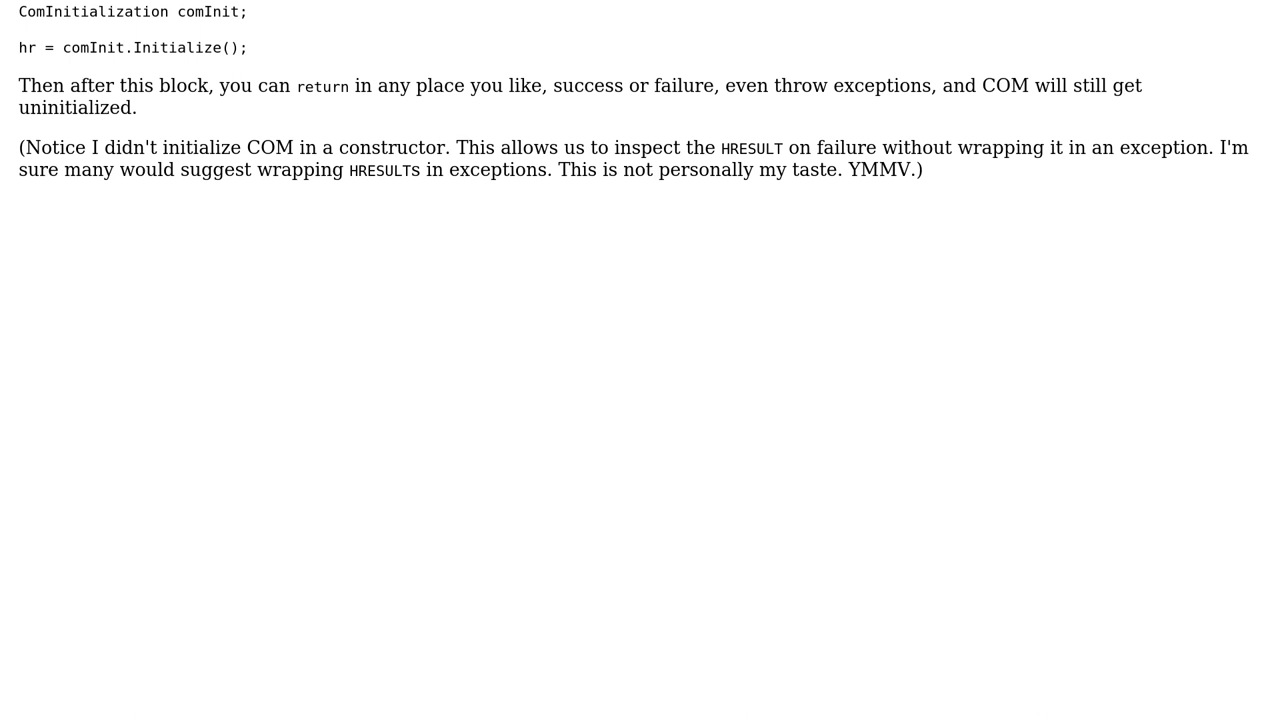 ComInitialization comInit;
hr = comInit.Initialize();
Then after this block, you can return in any place you like, success or failure, even throw exceptions, and COM will still get
uninitialized.
(Notice I didn't initialize COM in a constructor. This allows us to inspect the HRESULT on failure without wrapping it in an exception. I'm
sure many would suggest wrapping HRESULTs in exceptions. This is not personally my taste. YMMV.)